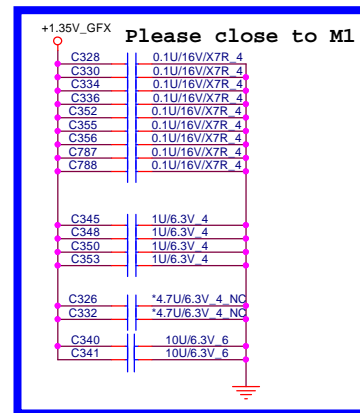 +1.35V_GFX
Please close to M1
C328 0.1U/16V/X7R_4
C330 0.1U/16V/X7R_4
C334 0.1U/16V/X7R_4
C336 0.1U/16V/X7R_4
C352 0.1U/16V/X7R_4
C355 0.1U/16V/X7R_4
C356 0.1U/16V/X7R_4
C787 0.1U/16V/X7R_4
C788 0.1U/16V/X7R_4
C345 1U/6.3V_4
C348 1U/6.3V_4
C350 1U/6.3V_4
C353 1U/6.3V_4
C326 *4.7U/6.3V_4_NC
C332 *4.7U/6.3V_4_NC
C340 10U/6.3V_6
C341 10U/6.3V_6